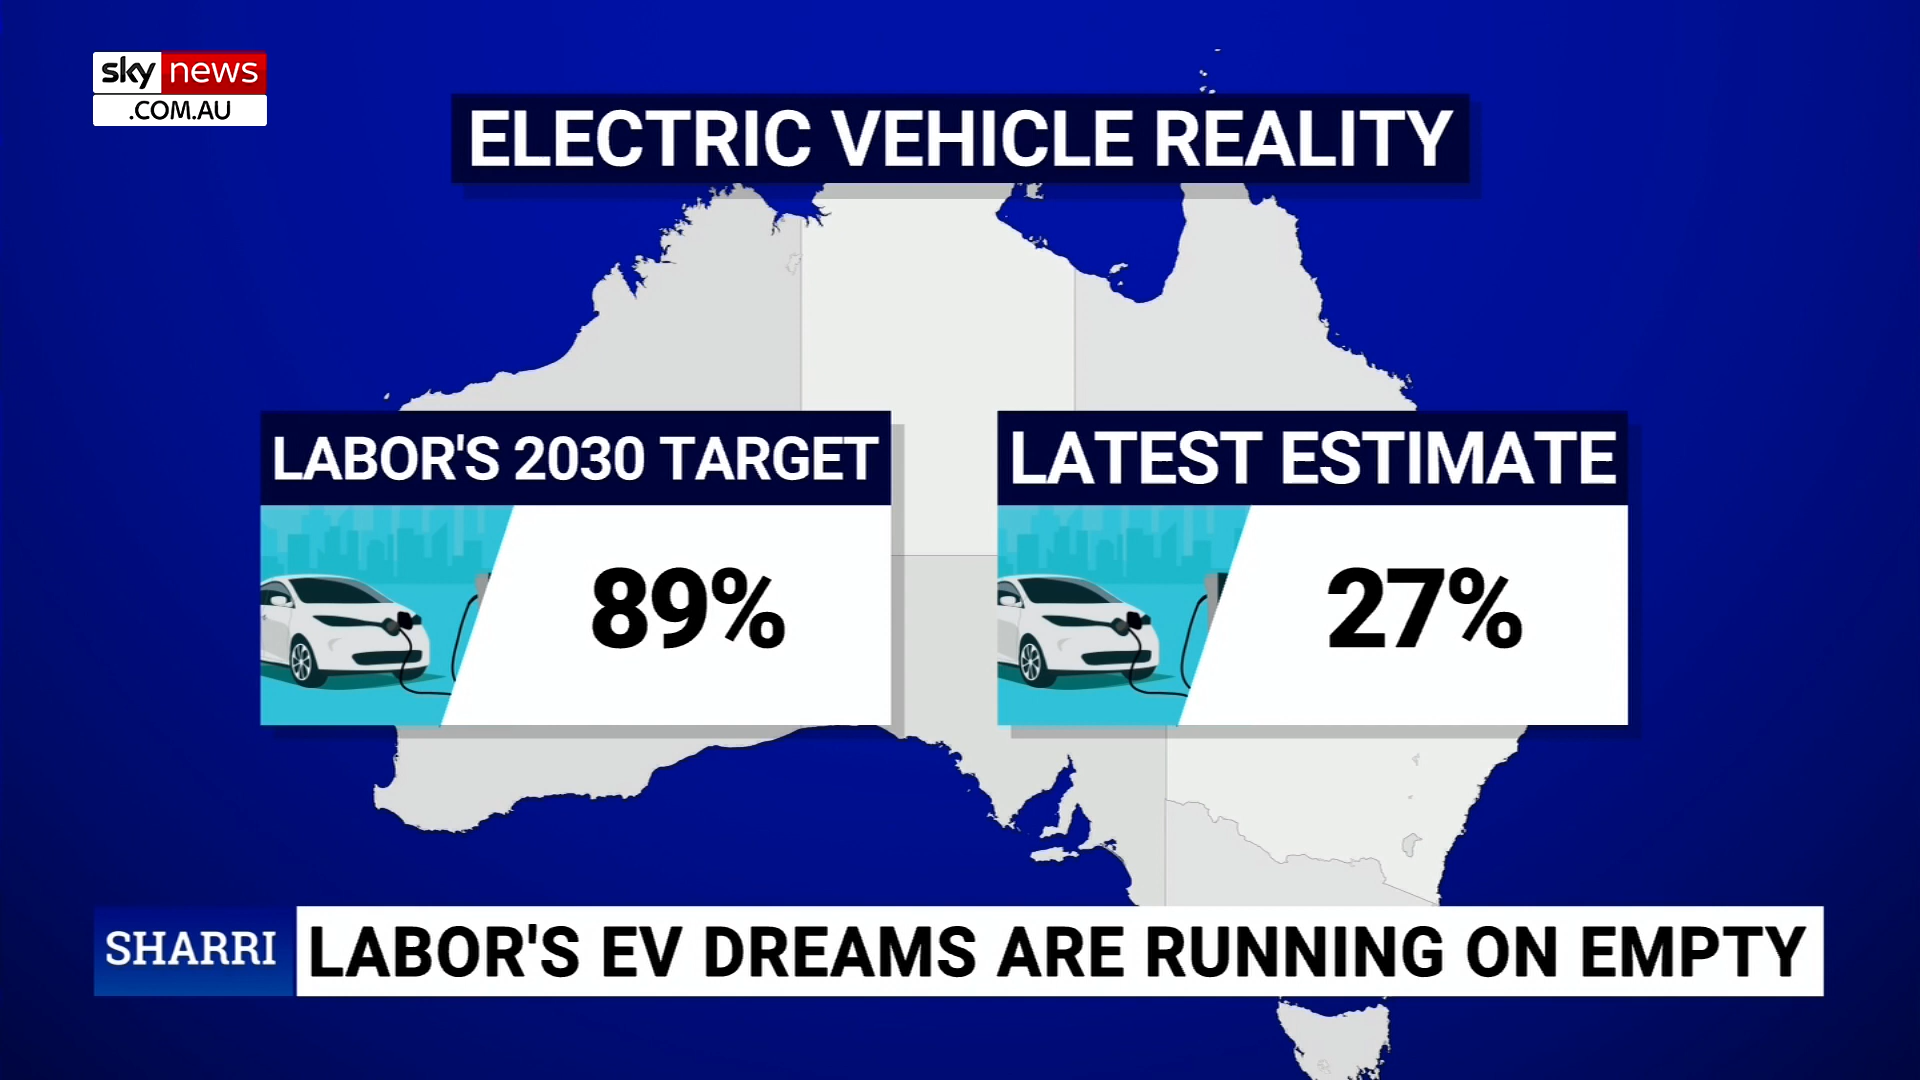 sky news
.COM.AU
ELECTRIC VEHICLE REALITY
LABOR'S 2030 TARGET
89%
LATEST ESTIMATE
27%
SHARRI
LABOR'S EV DREAMS ARE RUNNING ON EMPTY